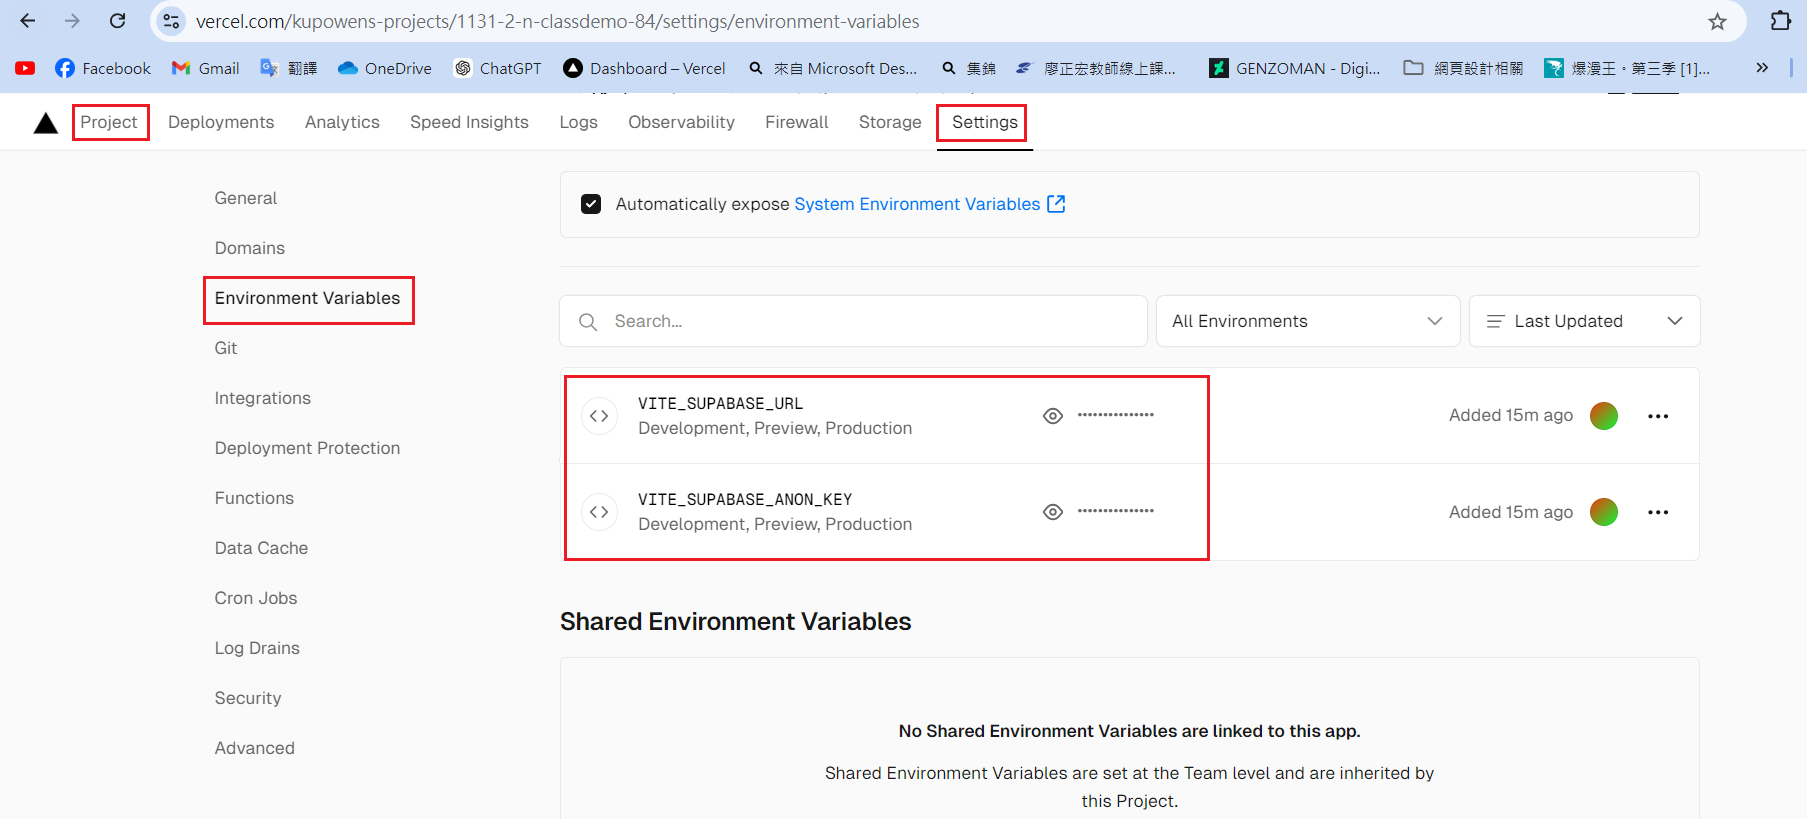 vercel.com/kupowens-projects/1131-2-n-classdemo-84/settings/environment-variables
Facebook Gmail 翻譯 OneDrive ChatGPT Dashboard – Vercel 來自 Microsoft Des... 集錦 廖正宏教師線上課... GENZOMAN - Digi... 網頁設計相關 爆漫王。第三季 [1]...
Project Deployments Analytics Speed Insights Logs Observability Firewall Storage Settings
General
Domains
Environment Variables
Git
Integrations
Deployment Protection
Functions
Data Cache
Cron Jobs
Log Drains
Security
Advanced
Automatically expose System Environment Variables
Search...
All Environments
Last Updated
VITE_SUPABASE_URL
Development, Preview, Production
Added 15m ago
VITE_SUPABASE_ANON_KEY
Development, Preview, Production
Added 15m ago
Shared Environment Variables
No Shared Environment Variables are linked to this app.
Shared Environment Variables are set at the Team level and are inherited by
this Project.